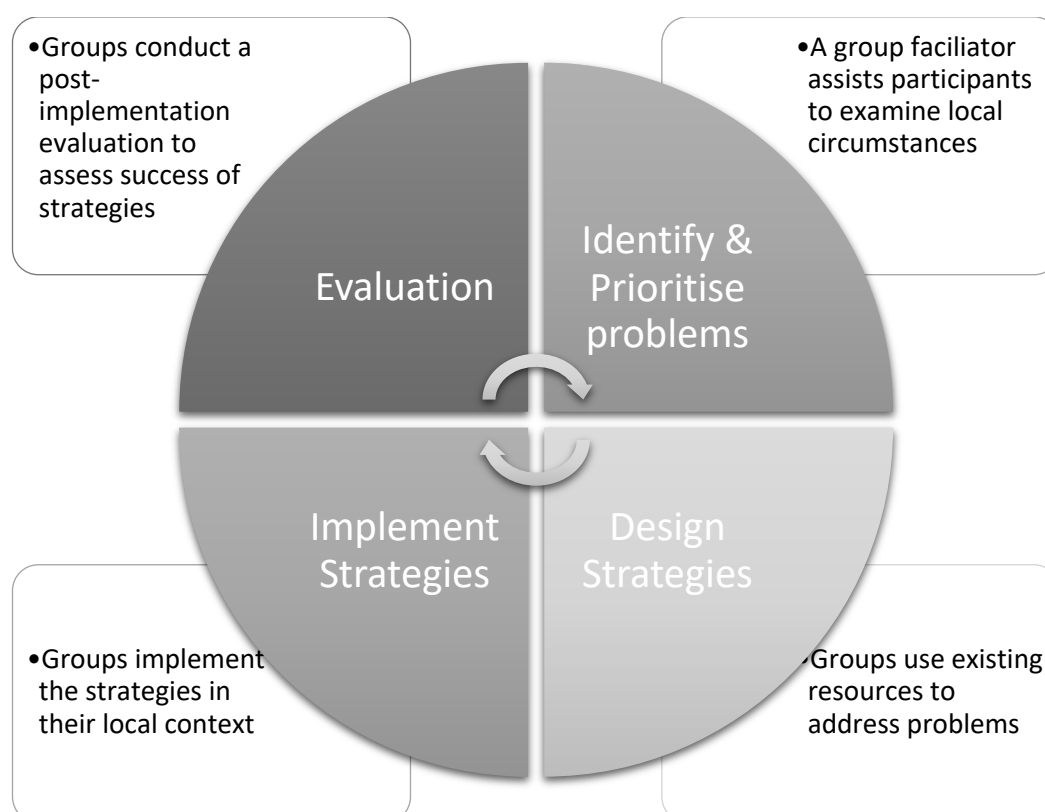 •Groups conduct a
post-
implementation
evaluation to
assess success of
strategies
•A group faciliator
assists participants
to examine local
circumstances
Evaluation
Identify &
Prioritise
problems
Implement
Strategies
Design
Strategies
•Groups implement
the strategies in
their local context
•Groups use existing
resources to
address problems